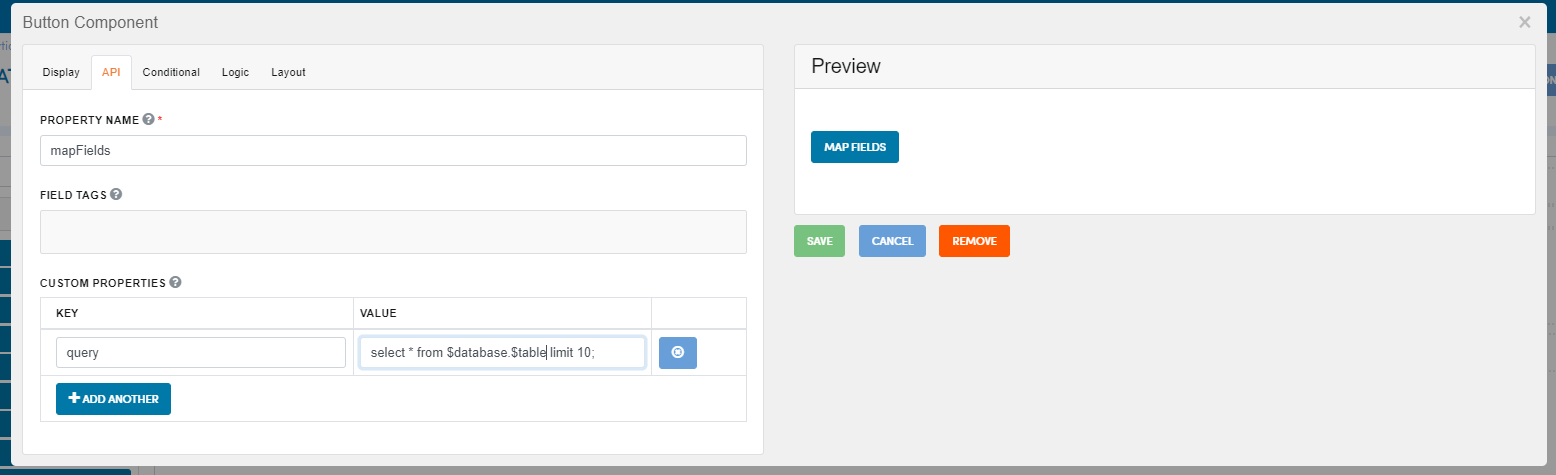 Button Component
×
Display
API
Conditional
Logic
Layout
PROPERTY NAME ? *
mapFields
FIELD TAGS ?
CUSTOM PROPERTIES ?
KEY
VALUE
query
select * from $database.$table limit 10;
+ ADD ANOTHER
Preview
MAP FIELDS
SAVE
CANCEL
REMOVE